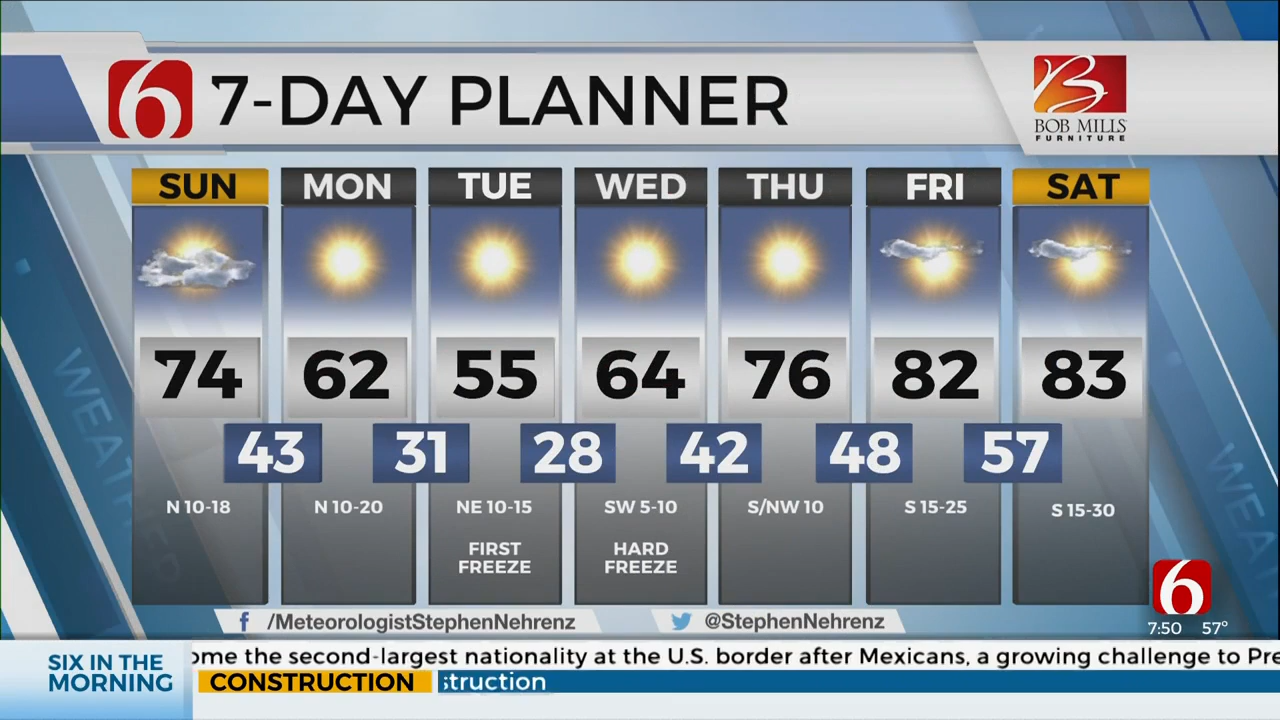 6 7-DAY PLANNER
BOB MILLS
FURNITURE
SUN MON TUE WED THU FRI SAT
74 62 55 64 76 82 83
43 31 28 42 48 57
N 10-18 N 10-20 NE 10-15 SW 5-10 S/NW 10 S 15-25 S 15-30
FIRST
FREEZE
HARD
FREEZE
6
7:50 57°
/MeteorologistStephenNehrenz @StephenNehrenz
SIX IN THE
MORNING
ome the second-largest nationality at the U.S. border after Mexicans, a growing challenge to Pre
CONSTRUCTION struction
WEATHER